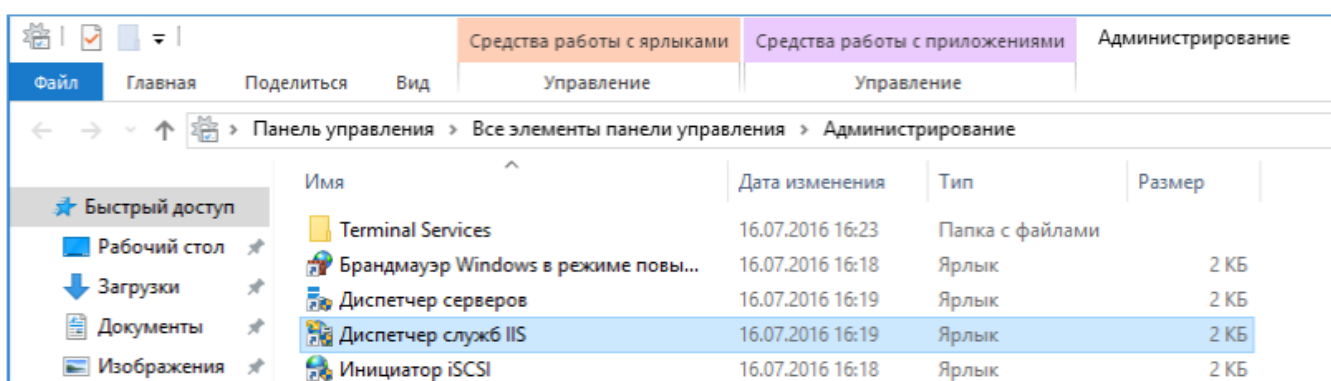 Средства работы с ярлыками Средства работы с приложениями Администрирование
Файл Главная Поделиться Вид Управление Управление
Панель управления > Все элементы панели управления > Администрирование
Имя Дата изменения Тип Размер
Быстрый доступ
Terminal Services 16.07.2016 16:23 Папка с файлами
Рабочий стол
Брандмауэр Windows в режиме повы... 16.07.2016 16:18 Ярлык 2 КБ
Загрузки
Диспетчер серверов 16.07.2016 16:19 Ярлык 2 КБ
Документы
Диспетчер служб IIS 16.07.2016 16:19 Ярлык 2 КБ
Изображения
Инициатор iSCSI 16.07.2016 16:18 Ярлык 2 КБ